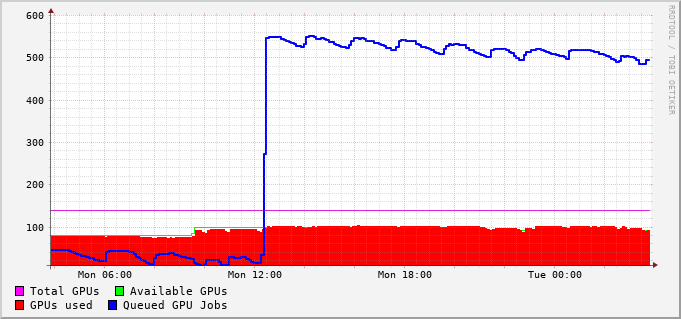 600
500
400
300
200
100
Mon 06:00 Mon 12:00 Mon 18:00 Tue 00:00
Total GPUs Available GPUs
GPUs used Queued GPU Jobs
RRDTOOL / TOBI OETIKER